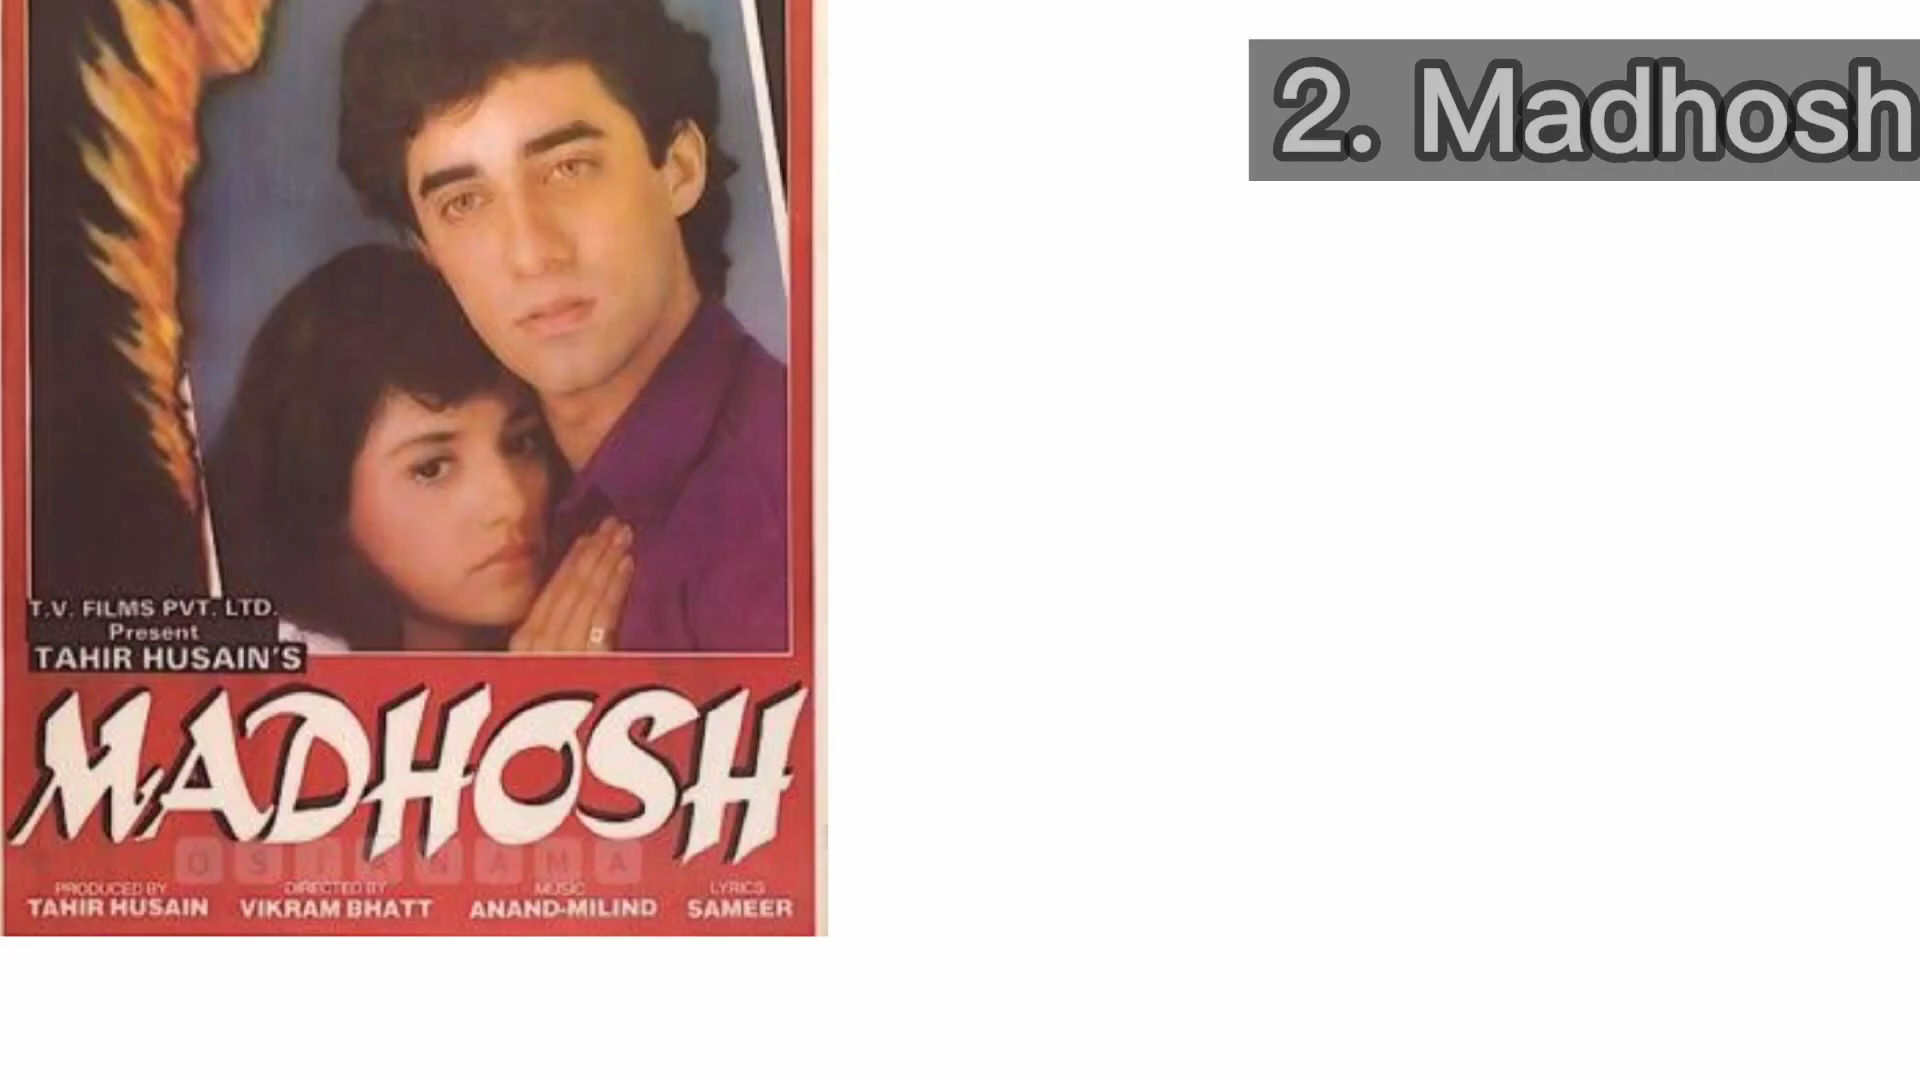 2. Madhosh
T.V. FILMS PVT. LTD.
Present
TAHIR HUSAIN'S
MADHOSH
OSIANAMA
PRODUCED BY DIRECTED BY MUSIC LYRICS
TAHIR HUSAIN VIKRAM BHATT ANAND-MILIND SAMEER